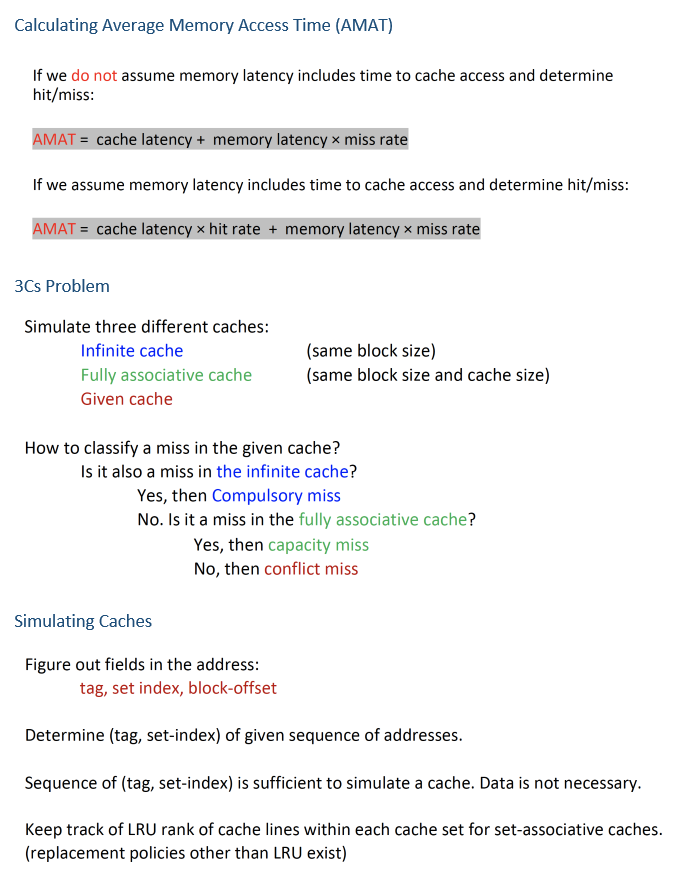 Calculating Average Memory Access Time (AMAT)
If we do not assume memory latency includes time to cache access and determine
hit/miss:
AMAT = cache latency + memory latency × miss rate
If we assume memory latency includes time to cache access and determine hit/miss:
AMAT = cache latency × hit rate + memory latency × miss rate
3Cs Problem
Simulate three different caches:
Infinite cache (same block size)
Fully associative cache (same block size and cache size)
Given cache
How to classify a miss in the given cache?
Is it also a miss in the infinite cache?
Yes, then Compulsory miss
No. Is it a miss in the fully associative cache?
Yes, then capacity miss
No, then conflict miss
Simulating Caches
Figure out fields in the address:
tag, set index, block-offset
Determine (tag, set-index) of given sequence of addresses.
Sequence of (tag, set-index) is sufficient to simulate a cache. Data is not necessary.
Keep track of LRU rank of cache lines within each cache set for set-associative caches.
(replacement policies other than LRU exist)